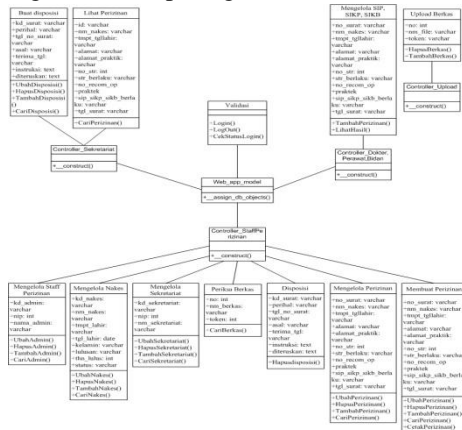 Buat disposisi
+kd_surat: varchar
+perihal: varchar
+tgl_no_surat: varchar
+asal: varchar
+terima_tgl: varchar
+instruksi: text
+diteruskan: text
+UbahDisposisi()
+HapusDisposisi()
+TambahDisposisi()
+CariDisposisi()
Lihat Perizinan
+id: varchar
+nm_nakes: varchar
+tmpt_tgllahir: varchar
+alamat: varchar
+alamat_praktik: varchar
+no_str: int
+str_berlaku: varchar
+no_recom_op
+praktek
+sip_sikp_sikb_berlaku: varchar
+tgl_surat: varchar
+CariPerizinan()
Mengelola SIP,
SIKP, SIKB
+no_surat: varchar
+nm_nakes: varchar
+tmpt_tgllahir: varchar
+alamat: varchar
+alamat_praktik: varchar
+no_str: int
+str_berlaku: varchar
+no_recom_op
+praktek
+sip_sikp_sikb_berla
ku: varchar
+tgl_surat: varchar
+TambahPerizinan()
+LihatHasil()
Upload Berkas
+no: int
+nm_file: varchar
+token: varchar
+HapusBerkas()
+TambahBerkas()
Controller_Upload
+__construct()
Validasi
+Login()
+LogOut()
+CekStatusLogin()
Controller_Sekretariat
+__construct()
Controller_Dokter,
Perawat,Bidan
+__construct()
Web_app_model
+__assign_db_objects()
Controller_StaffPe
rizinan
+__construct()
Mengelola Staff
Perizinan
+kd_admin:
varchar
+nip: int
+nama_admin:
varchar
+UbahAdmin()
+HapusAdmin()
+TambahAdmin()
+CariAdmin()
Mengelola Nakes
+kd_nakes:
varchar
+nm_nakes:
varchar
+tmpt_lahir:
varchar
+tgl_lahir: date
+kelamin: varchar
+lulusan: varchar
+thn_lulus: int
+status: varchar
+UbahNakes()
+HapusNakes()
+TambahNakes()
+CariNakes()
Mengelola
Sekretariat
+kd_sekretariat:
varchar
+nip: int
+nm_sekretariat:
varchar
+UbahSekretariat()
+HapusSekretariat()
+TambahSekretariat()
+CariSekretariat()
Periksa Berkas
+no: int
+nm_berkas:
varchar
+token: int
+CariBerkas()
Disposisi
+kd_surat: varchar
+perihal: varchar
+tgl_no_surat:
varchar
+asal: varchar
+terima_tgl:
varchar
+instruksi: text
+diteruskan: text
+Hapusdisposisi()
Mengelola Perizinan
+no_surat: varchar
+nm_nakes: varchar
+tmpt_tgllahir:
varchar
+alamat: varchar
+alamat_praktik:
varchar
+no_str: int
+str_berlaku: varchar
+no_recom_op
+praktek
+sip_sikp_sikb_berla
ku: varchar
+tgl_surat: varchar
+UbahPerizinan()
+HapusPerizinan()
+TambahPerizinan()
+CariPerizinan()
Membuat Perizinan
+no_surat: varchar
+nm_nakes: varchar
+tmpt_tgllahir:
varchar
+alamat: varchar
+alamat_praktik:
varchar
+no_str: int
+str_berlaku: varchar
+no_recom_op
+praktek
+sip_sikp_sikb_berla
ku: varchar
+tgl_surat: varchar
+UbahPerizinan()
+HapusPerizinan()
+TambahPerizinan()
+CariPerizinan()
+CetakPerizinan()